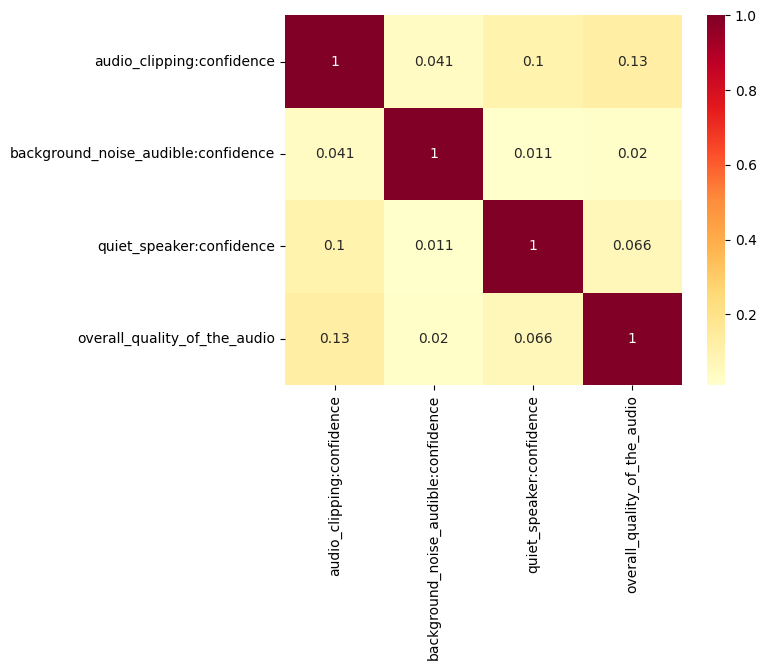 audio_clipping:confidence
1 0.041 0.1 0.13
background_noise_audible:confidence
0.041 1 0.011 0.02
quiet_speaker:confidence
0.1 0.011 1 0.066
overall_quality_of_the_audio
0.13 0.02 0.066 1
audio_clipping:confidence
background_noise_audible:confidence
quiet_speaker:confidence
overall_quality_of_the_audio
1.0
0.8
0.6
0.4
0.2